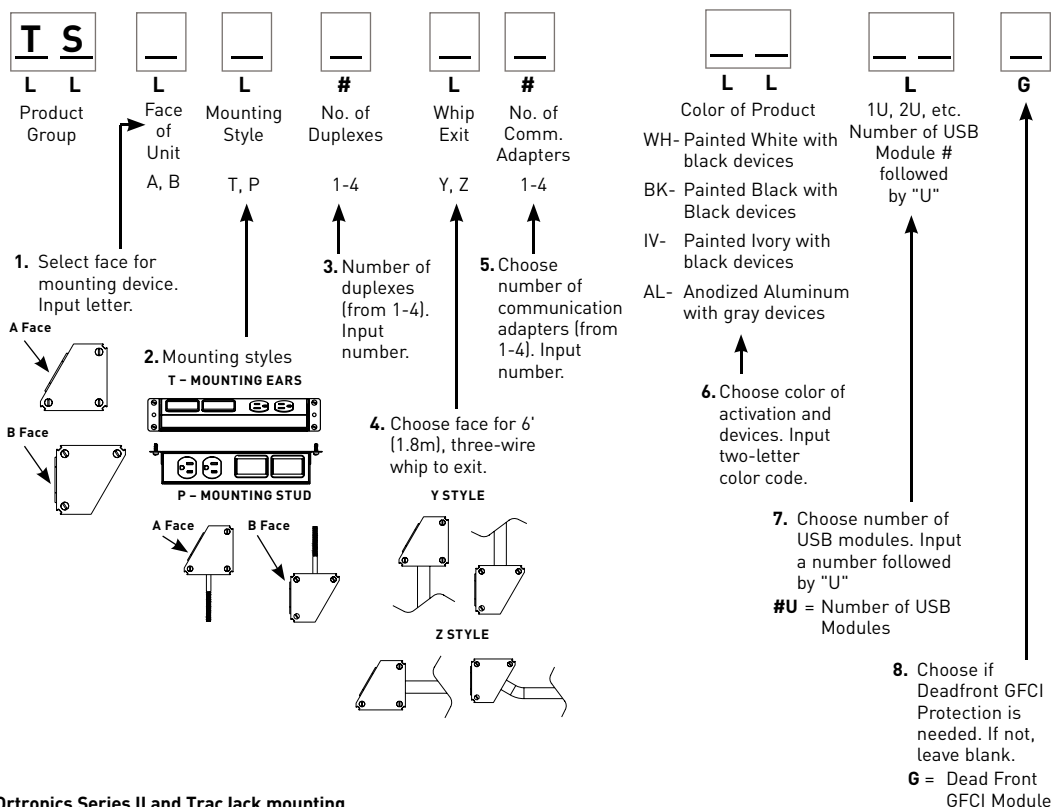 T S
L L
Product
Group
L
Face
of
Unit
A, B
L
Mounting
Style
T, P
#
No. of
Duplexes
1-4
L
Whip
Exit
Y, Z
#
No. of
Comm.
Adapters
1-4
L L
Color of Product
WH- Painted White with
black devices
BK- Painted Black with
Black devices
IV- Painted Ivory with
black devices
AL- Anodized Aluminum
with gray devices
L
1U, 2U, etc.
Number of USB
Module #
followed
by "U"
G
1. Select face for
mounting device.
Input letter.
A Face
B Face
2. Mounting styles
T – MOUNTING EARS
P – MOUNTING STUD
A Face
B Face
3. Number of
duplexes
(from 1-4).
Input
number.
4. Choose face for 6'
(1.8m), three-wire
whip to exit.
Y STYLE
Z STYLE
5. Choose
number of
communication
adapters (from
1-4). Input
number.
6. Choose color of
activation and
devices. Input
two-letter
color code.
7. Choose number of
USB modules. Input
a number followed
by "U"
#U = Number of USB
Modules
8. Choose if
Deadfront GFCI
Protection is
needed. If not,
leave blank.
G = Dead Front
GFCI Module
Ortronics Series II and TracJack mounting